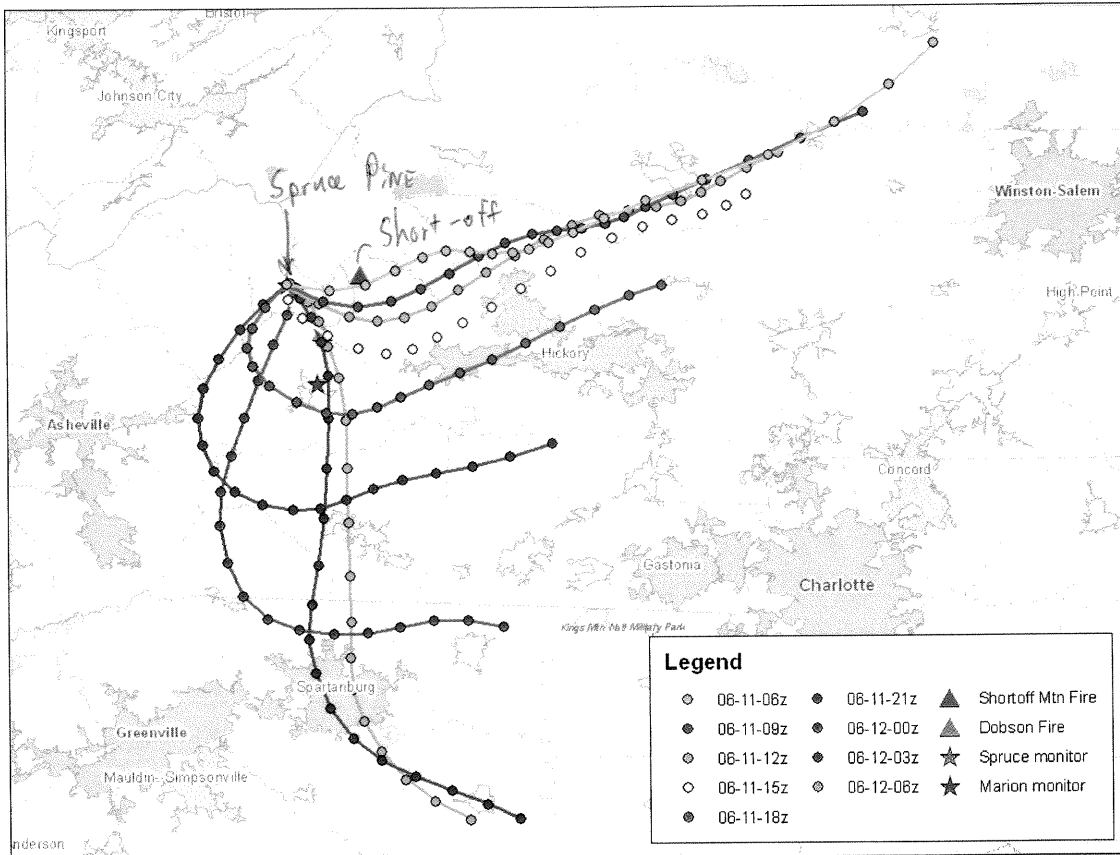 Bristol
Kingsport
Johnson City
Spruce PINE
Short-off
Winston-Salem
High Point
Hickory
Asheville
Concord
Gastonia
Charlotte
Kings Mtn Nat'l Military Park
Spartanburg
Greenville
Mauldin-Simpsonville
nderson
Legend
06-11-06z 06-11-21z Shortoff Mtn Fire
06-11-09z 06-12-00z Dobson Fire
06-11-12z 06-12-03z Spruce monitor
06-11-15z 06-12-06z Marion monitor
06-11-18z